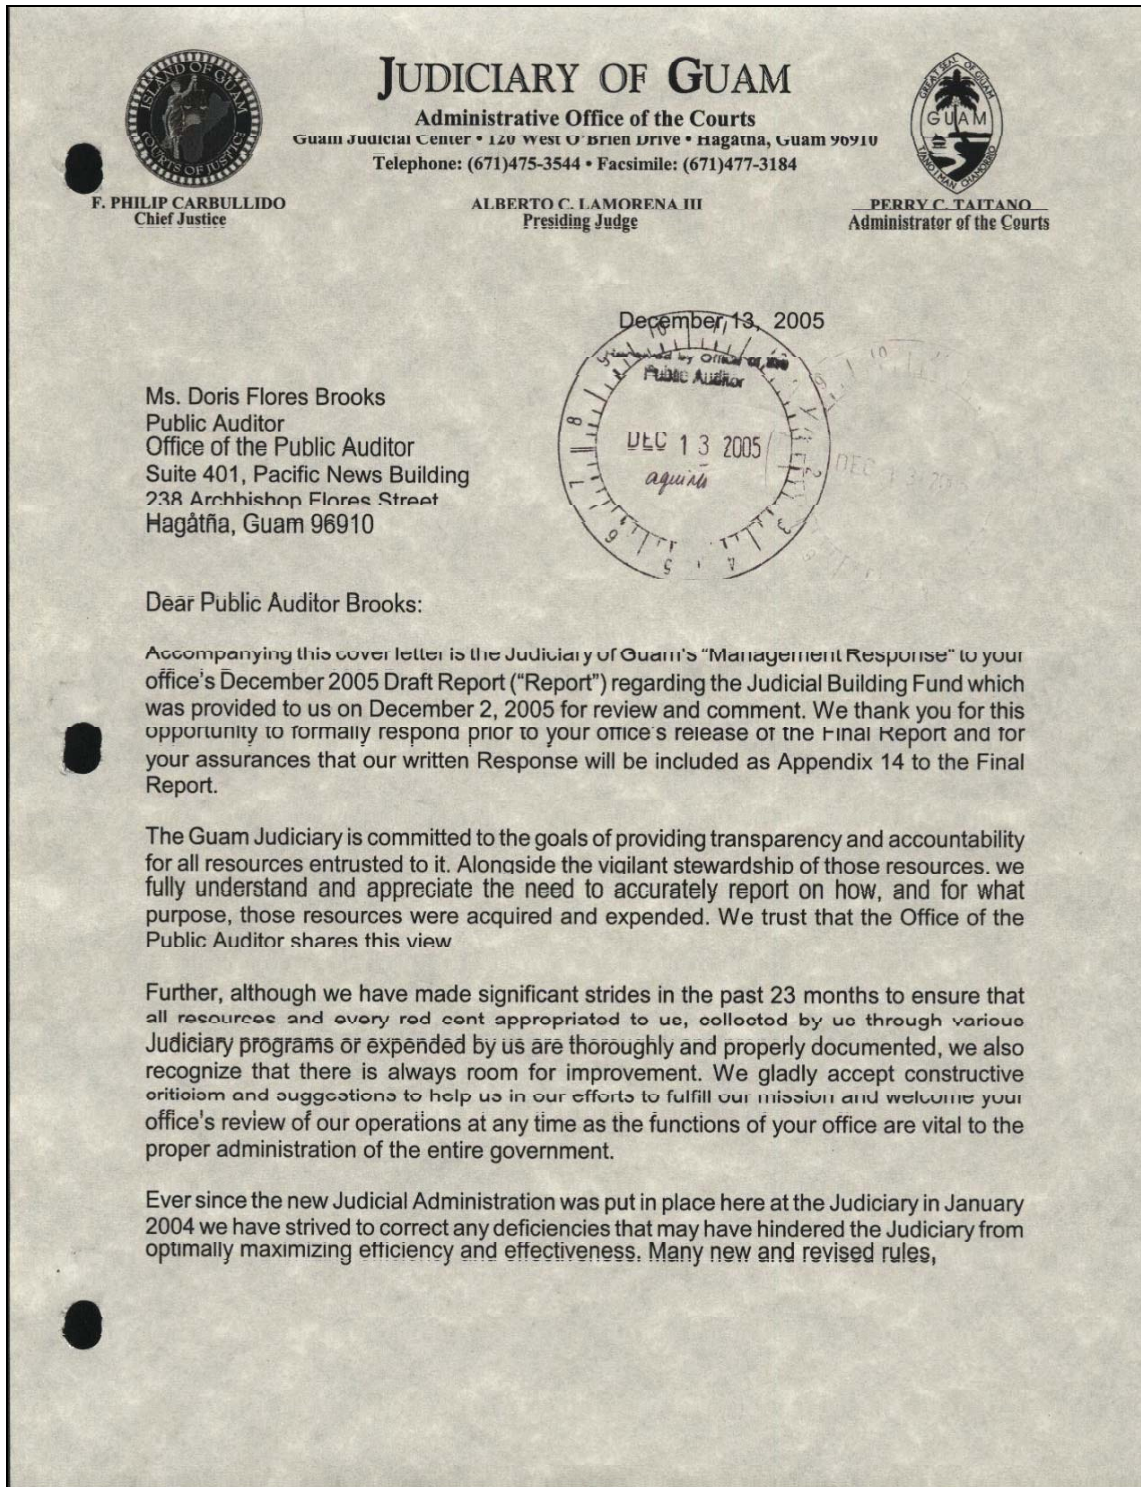 ISLAND OF GUAM
COURTS OF JUSTICE
JUDICIARY OF GUAM
Administrative Office of the Courts
Guam Judicial Center • 120 West O'Brien Drive • Hagatna, Guam 96910
Telephone: (671)475-3544 • Facsimile: (671)477-3184
GREAT SEAL OF GUAM
GUAM
TANO I MAN CHAMORRO
F. PHILIP CARBULLIDO
Chief Justice
ALBERTO C. LAMORENA III
Presiding Judge
PERRY C. TAITANO
Administrator of the Courts
December 13, 2005
by Office of the
Public Auditor
DEC 13 2005
Ms. Doris Flores Brooks
Public Auditor
Office of the Public Auditor
Suite 401, Pacific News Building
238 Archbishop Flores Street
Hagåtña, Guam 96910
Dear Public Auditor Brooks:
Accompanying this cover letter is the Judiciary of Guam's “Management Response” to your
office's December 2005 Draft Report (“Report”) regarding the Judicial Building Fund which
was provided to us on December 2, 2005 for review and comment. We thank you for this
opportunity to formally respond prior to your office's release of the Final Report and for
your assurances that our written Response will be included as Appendix 14 to the Final
Report.
The Guam Judiciary is committed to the goals of providing transparency and accountability
for all resources entrusted to it. Alongside the vigilant stewardship of those resources, we
fully understand and appreciate the need to accurately report on how, and for what
purpose, those resources were acquired and expended. We trust that the Office of the
Public Auditor shares this view
Further, although we have made significant strides in the past 23 months to ensure that
all resources and every red cent appropriated to us, collected by us through various
Judiciary programs or expended by us are thoroughly and properly documented, we also
recognize that there is always room for improvement. We gladly accept constructive
criticism and suggestions to help us in our efforts to fulfill our mission and welcome your
office's review of our operations at any time as the functions of your office are vital to the
proper administration of the entire government.
Ever since the new Judicial Administration was put in place here at the Judiciary in January
2004 we have strived to correct any deficiencies that may have hindered the Judiciary from
optimally maximizing efficiency and effectiveness. Many new and revised rules,